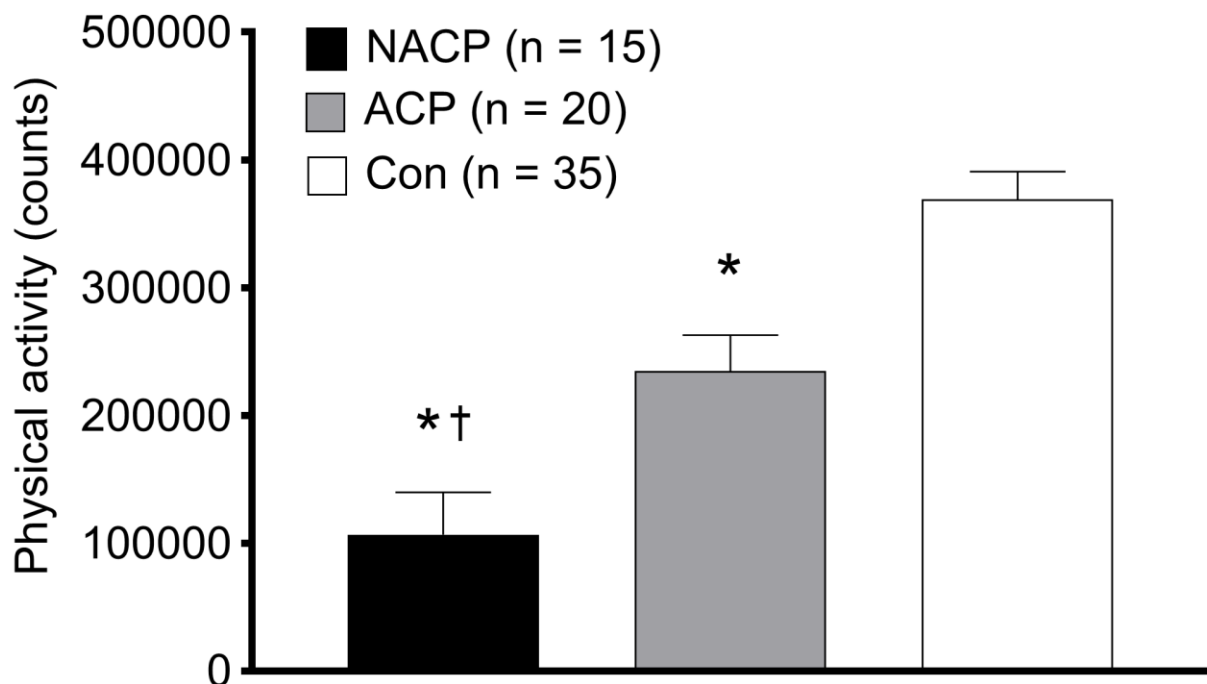 Physical activity (counts)
500000
400000
300000
200000
100000
0
NACP (n = 15)
ACP (n = 20)
Con (n = 35)
* †
*